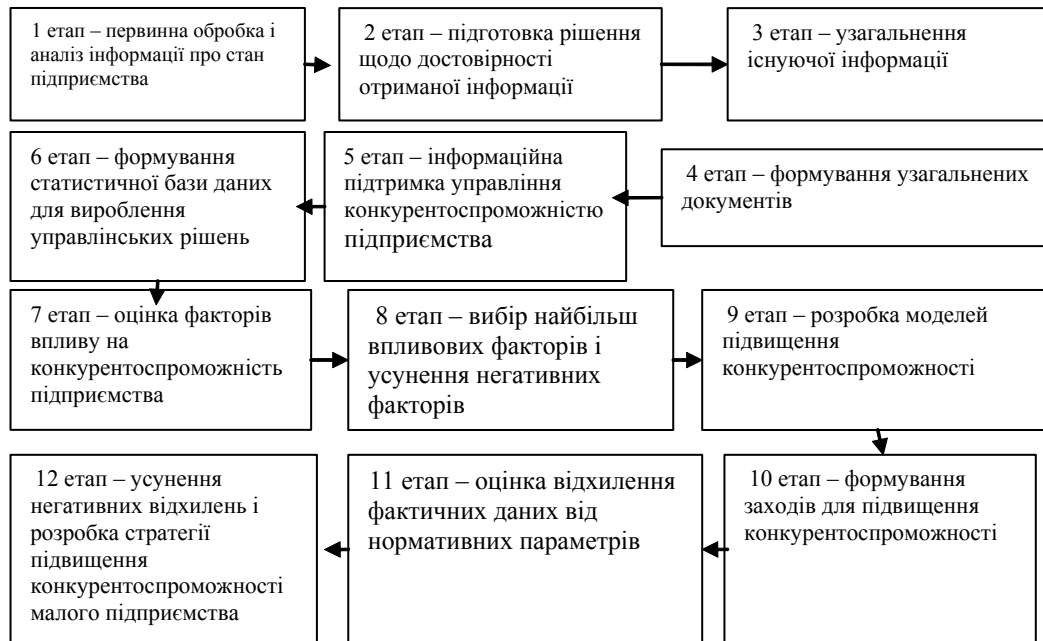 1 етап – первинна обробка і
аналіз інформації про стан
підприємства
2 етап – підготовка рішення
щодо достовірності
отриманої інформації
3 етап – узагальнення
існуючої інформації
4 етап – формування узагальнених
документів
5 етап – інформаційна
підтримка управління
конкурентоспроможністю
підприємства
6 етап – формування
статистичної бази даних
для вироблення
управлінських рішень
7 етап – оцінка факторів
впливу на
конкурентоспроможність
підприємства
8 етап – вибір найбільш
впливових факторів і
усунення негативних
факторів
9 етап – розробка моделей
підвищення
конкурентоспроможності
10 етап – формування
заходів для підвищення
конкурентоспроможності
11 етап – оцінка відхилення
фактичних даних від
нормативних параметрів
12 етап – усунення
негативних відхилень і
розробка стратегії
підвищення
конкурентоспроможності
малого підприємства